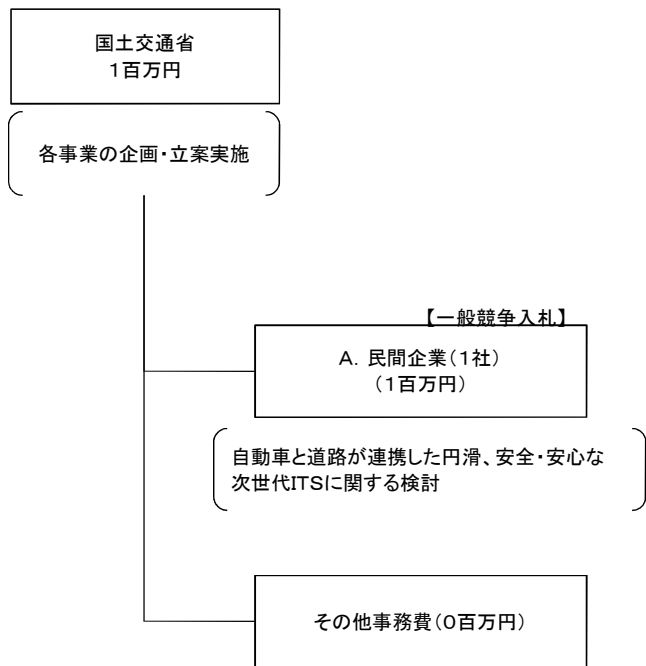 国土交通省
1百万円
各事業の企画・立案実施
【一般競争入札】
A．民間企業（1社）
（1百万円）
自動車と道路が連携した円滑、安全・安心な
次世代ITSに関する検討
その他事務費（0百万円）